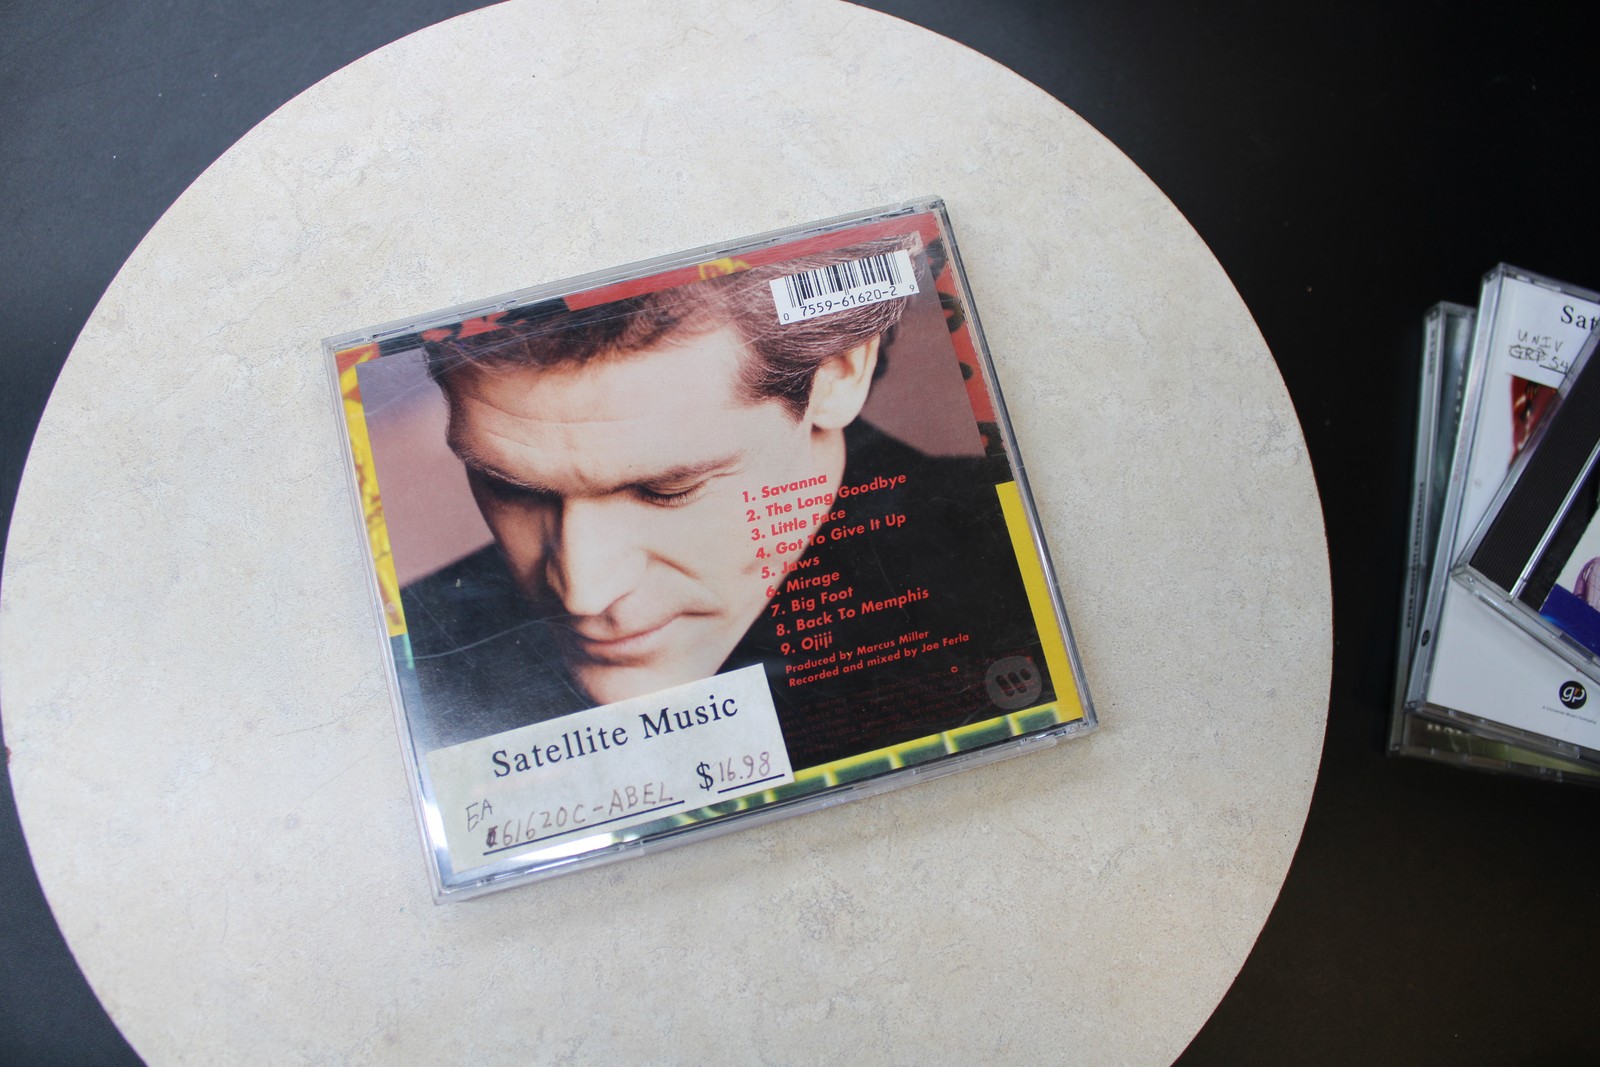 0 7559-61620-2 9
1. Savanna
2. The Long Goodbye
3. Little Face
4. Got To Give It Up
5. Jaws
6. Mirage
7. Big Foot
8. Back To Memphis
9. Ojiji
Produced by Marcus Miller
Recorded and mixed by Joe Ferla
Satellite Music
EA
61620C-ABEL $16.98
Sat
UNIV
GRP 54
grp